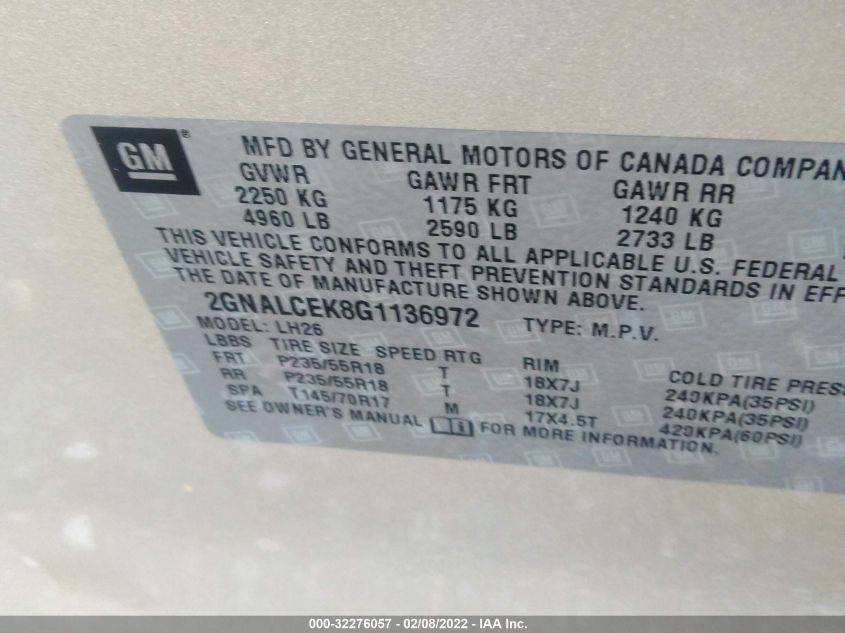 GM®
MFD BY GENERAL MOTORS OF CANADA COMPAN
GVWR GAWR FRT GAWR RR
2250 KG 1175 KG 1240 KG
4960 LB 2590 LB 2733 LB
THIS VEHICLE CONFORMS TO ALL APPLICABLE U.S. FEDERAL
VEHICLE SAFETY AND THEFT PREVENTION STANDARDS IN EFF
THE DATE OF MANUFACTURE SHOWN ABOVE.
2GNALCEK8G1136972 TYPE: M.P.V.
MODEL: LH26
LBBS TIRE SIZE SPEED RTG RIM COLD TIRE PRESS
FRT P235/55R18 T 18X7J 240KPA(35PSI)
RR P235/55R18 T 18X7J 240KPA(35PSI)
SPA T145/70R17 M 17X4.5T 420KPA(60PSI)
SEE OWNER'S MANUAL i FOR MORE INFORMATION.
000-32276057 - 02/08/2022 - IAA Inc.